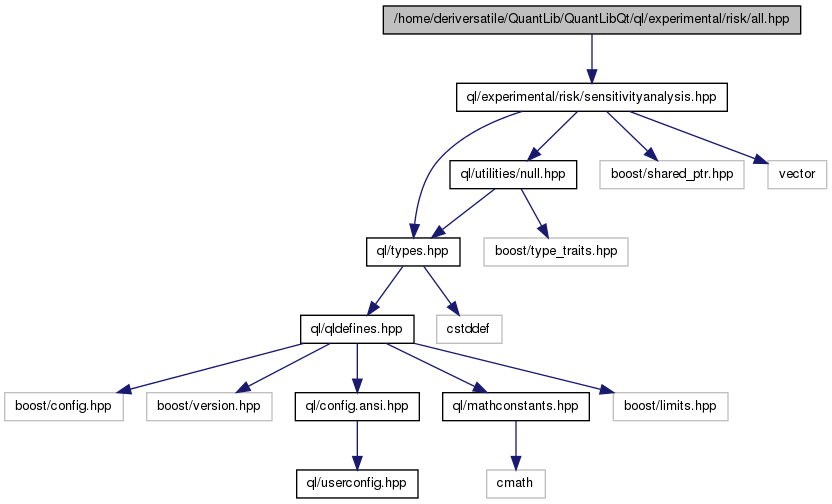 /home/deriversatile/QuantLib/QuantLibQt/ql/experimental/risk/all.hpp
ql/experimental/risk/sensitivityanalysis.hpp
ql/utilities/null.hpp
boost/shared_ptr.hpp
vector
ql/types.hpp
boost/type_traits.hpp
ql/qldefines.hpp
cstddef
boost/config.hpp
boost/version.hpp
ql/config.ansi.hpp
ql/mathconstants.hpp
boost/limits.hpp
ql/userconfig.hpp
cmath